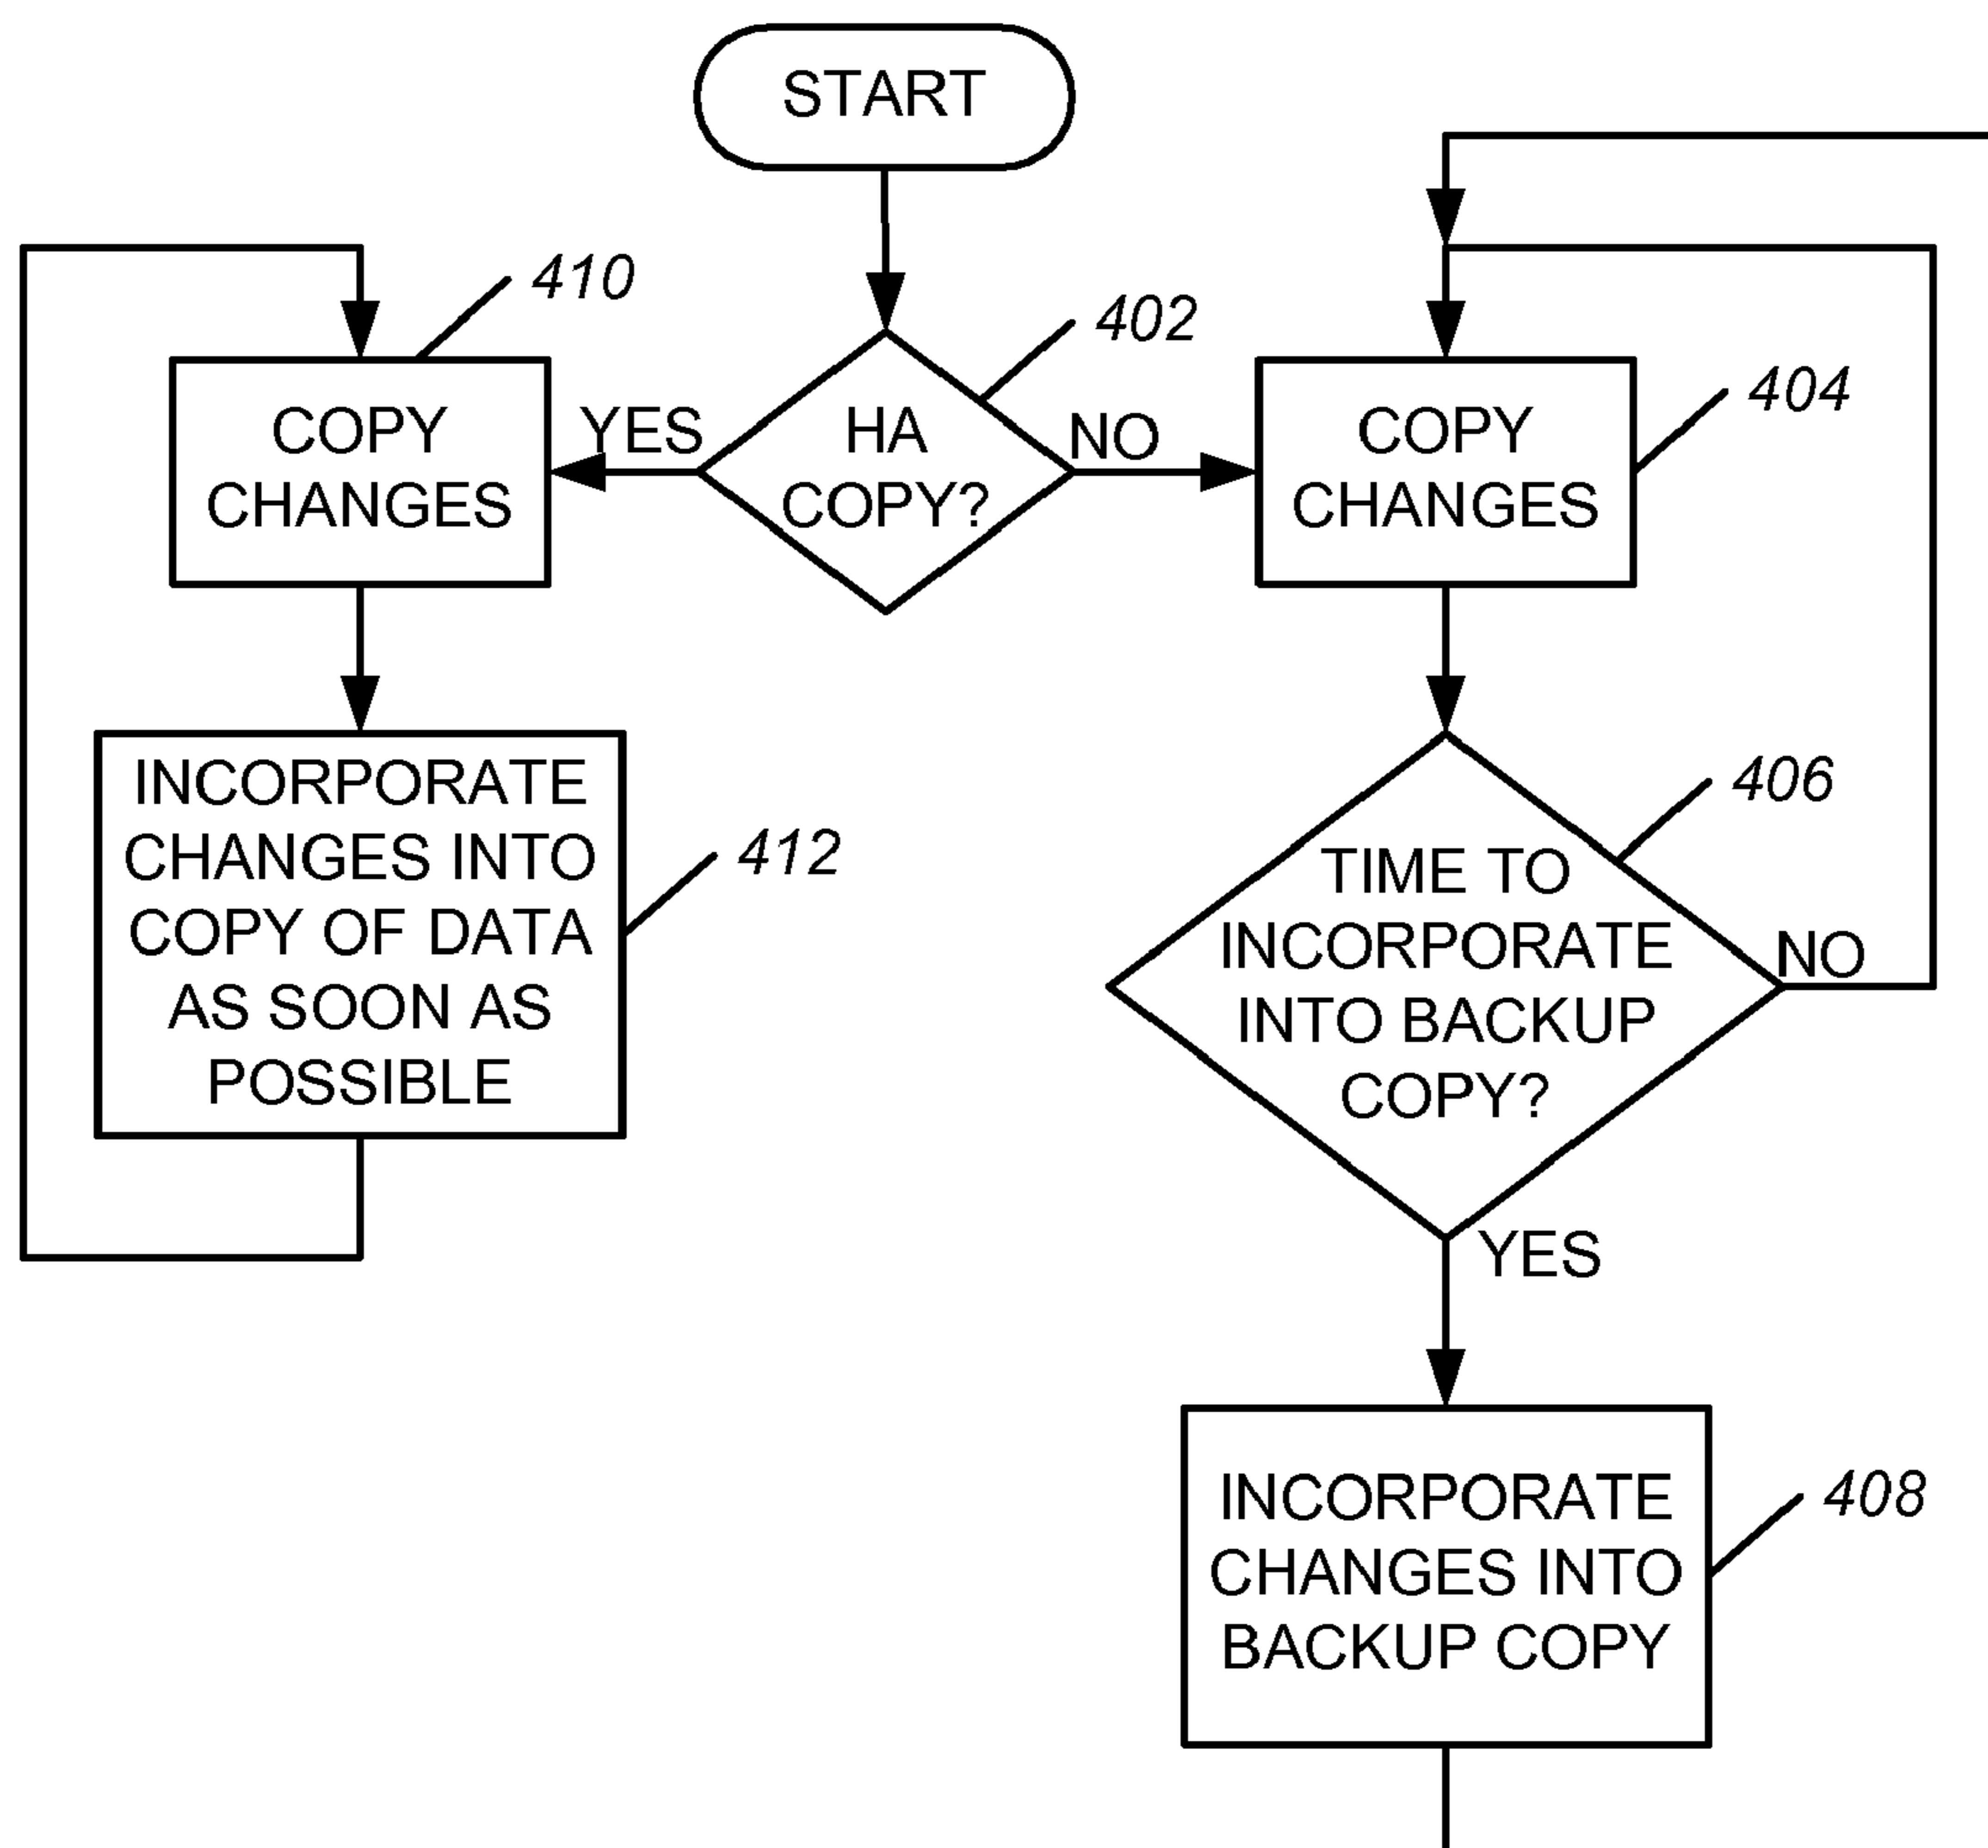 START
410
402
404
COPY
CHANGES
YES
HA
COPY?
NO
COPY
CHANGES
INCORPORATE
CHANGES INTO
COPY OF DATA
AS SOON AS
POSSIBLE
412
406
TIME TO
INCORPORATE
INTO BACKUP
COPY?
NO
YES
INCORPORATE
CHANGES INTO
BACKUP COPY
408